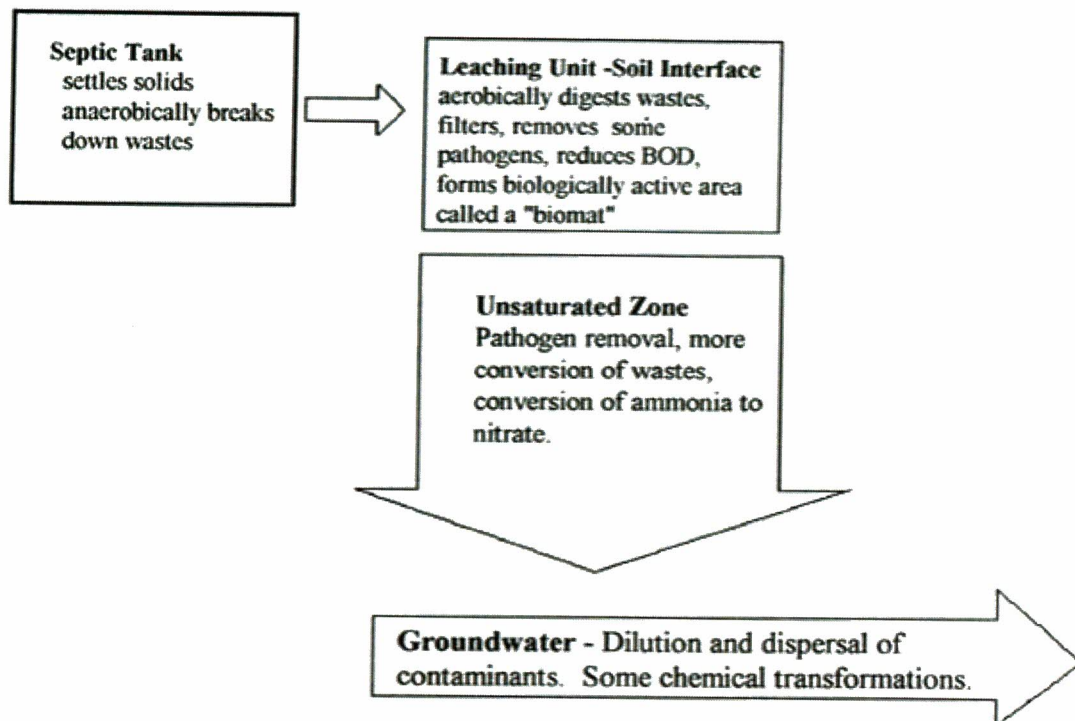 Septic Tank
settles solids
anaerobically breaks
down wastes
Leaching Unit -Soil Interface
aerobically digests wastes,
filters, removes some
pathogens, reduces BOD,
forms biologically active area
called a "biomat"
Unsaturated Zone
Pathogen removal, more
conversion of wastes,
conversion of ammonia to
nitrate.
Groundwater - Dilution and dispersal of
contaminants. Some chemical transformations.